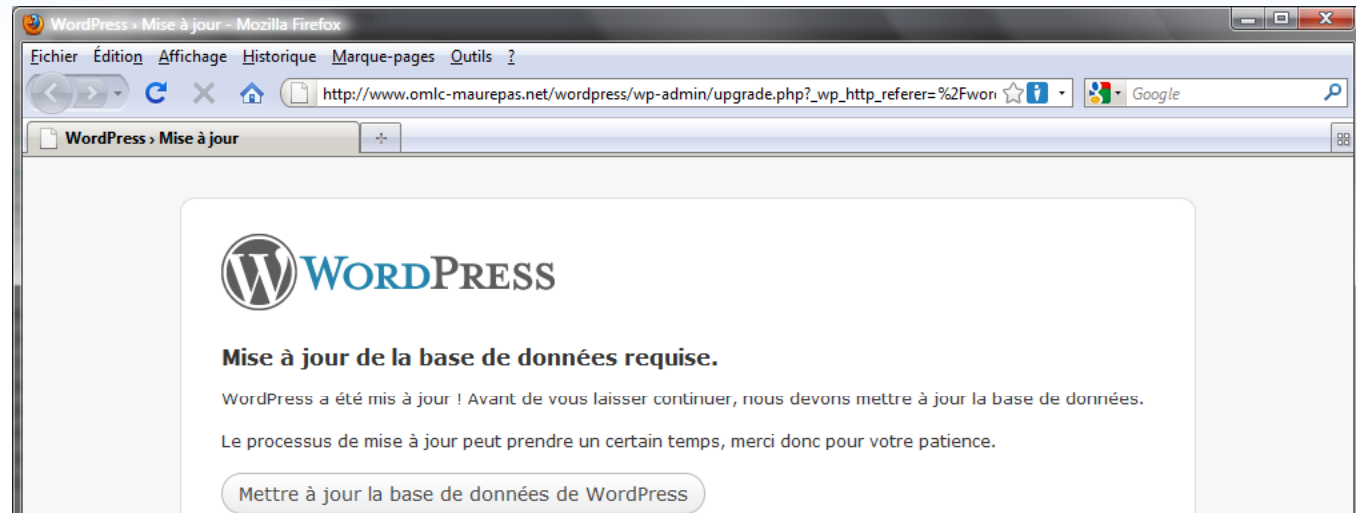 WordPress › Mise à jour - Mozilla Firefox
Fichier Édition Affichage Historique Marque-pages Outils ?
http://www.omlc-maurepas.net/wordpress/wp-admin/upgrade.php?_wp_http_referer=%2Fwor Google
WordPress › Mise à jour
WORDPRESS
Mise à jour de la base de données requise.
WordPress a été mis à jour ! Avant de vous laisser continuer, nous devons mettre à jour la base de données.
Le processus de mise à jour peut prendre un certain temps, merci donc pour votre patience.
Mettre à jour la base de données de WordPress